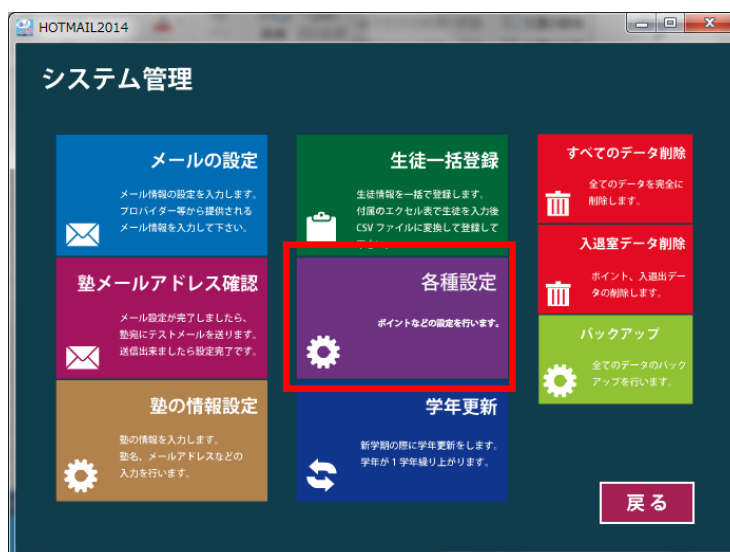 HOTMAIL2014
システム管理
メールの設定
メール情報の設定を入力します。
プロバイダー等から提供される
メール情報を入力して下さい。
生徒一括登録
生徒情報を一括で登録します。
付属のエクセル表で生徒を入力後
CSVファイルに変換して登録して
すべてのデータ削除
全てのデータを完全に
削除します。
塾メールアドレス確認
メール設定が完了しましたら、
塾宛にテストメールを送ります。
送信出来ましたら設定完了です。
各種設定
ポイントなどの設定を行います。
入退室データ削除
ポイント、入退出デー
タの削除します。
バックアップ
全てのデータのバック
アップを行います。
塾の情報設定
塾の情報を入力します。
塾名、メールアドレスなどの
入力を行います。
学年更新
新学期の際に学年更新をします。
学年が1学年繰り上がります。
戻る